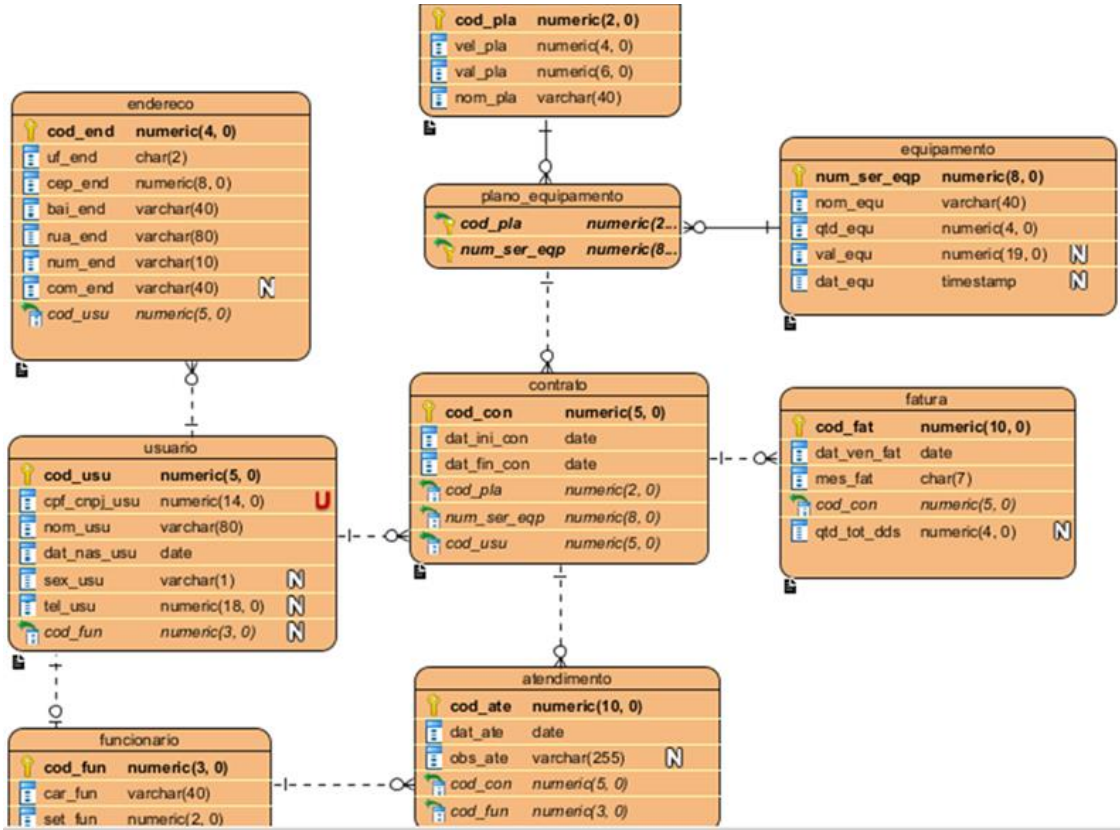 cod_pla numeric(2, 0)
vel_pla numeric(4, 0)
val_pla numeric(6, 0)
nom_pla varchar(40)
endereco
cod_end numeric(4, 0)
uf_end char(2)
cep_end numeric(8, 0)
bai_end varchar(40)
rua_end varchar(80)
num_end varchar(10)
com_end varchar(40) N
cod_usu numeric(5, 0)
plano_equipamento
cod_pla numeric(2...
num_ser_eqp numeric(8...
equipamento
num_ser_eqp numeric(8, 0)
nom_equ varchar(40)
qtd_equ numeric(4, 0)
val_equ numeric(19, 0) N
dat_equ timestamp N
contrato
cod_con numeric(5, 0)
dat_ini_con date
dat_fin_con date
cod_pla numeric(2, 0)
num_ser_eqp numeric(8, 0)
cod_usu numeric(5, 0)
fatura
cod_fat numeric(10, 0)
dat_ven_fat date
mes_fat char(7)
cod_con numeric(5, 0)
qtd_tot_dds numeric(4, 0) N
usuario
cod_usu numeric(5, 0)
cpf_cnpj_usu numeric(14, 0) U
nom_usu varchar(80)
dat_nas_usu date
sex_usu varchar(1) N
tel_usu numeric(18, 0) N
cod_fun numeric(3, 0) N
atendimento
cod_ate numeric(10, 0)
dat_ate date
obs_ate varchar(255) N
cod_con numeric(5, 0)
cod_fun numeric(3, 0)
funcionario
cod_fun numeric(3, 0)
car_fun varchar(40)
set_fun numeric(2, 0)